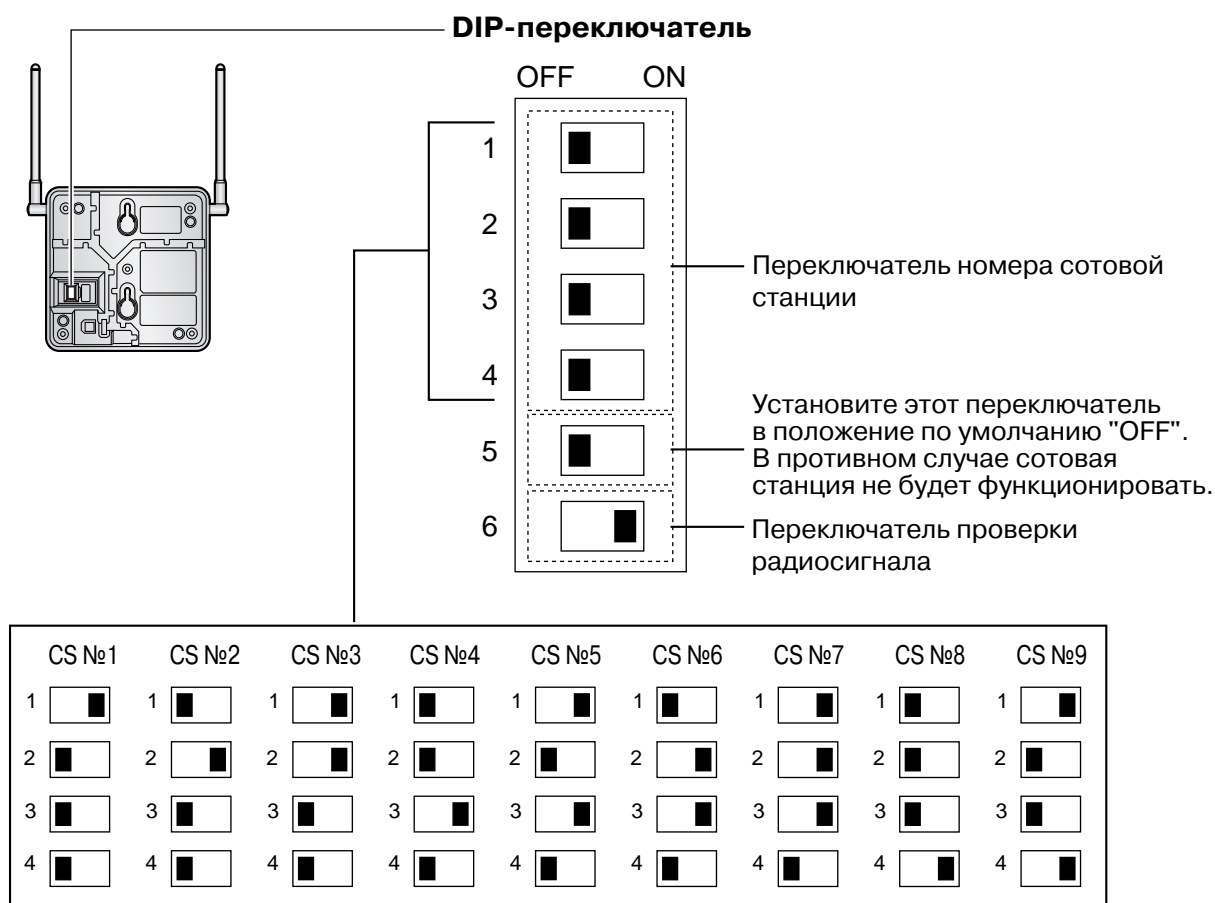 DIP-переключатель
OFF ON
1
2
3
4
5
6
Переключатель номера сотовой
станции
Установите этот переключатель
в положение по умолчанию "OFF".
В противном случае сотовая
станция не будет функционировать.
Переключатель проверки
радиосигнала
CS №1 CS №2 CS №3 CS №4 CS №5 CS №6 CS №7 CS №8 CS №9
1 1 1 1 1 1 1 1 1
2 2 2 2 2 2 2 2 2
3 3 3 3 3 3 3 3 3
4 4 4 4 4 4 4 4 4